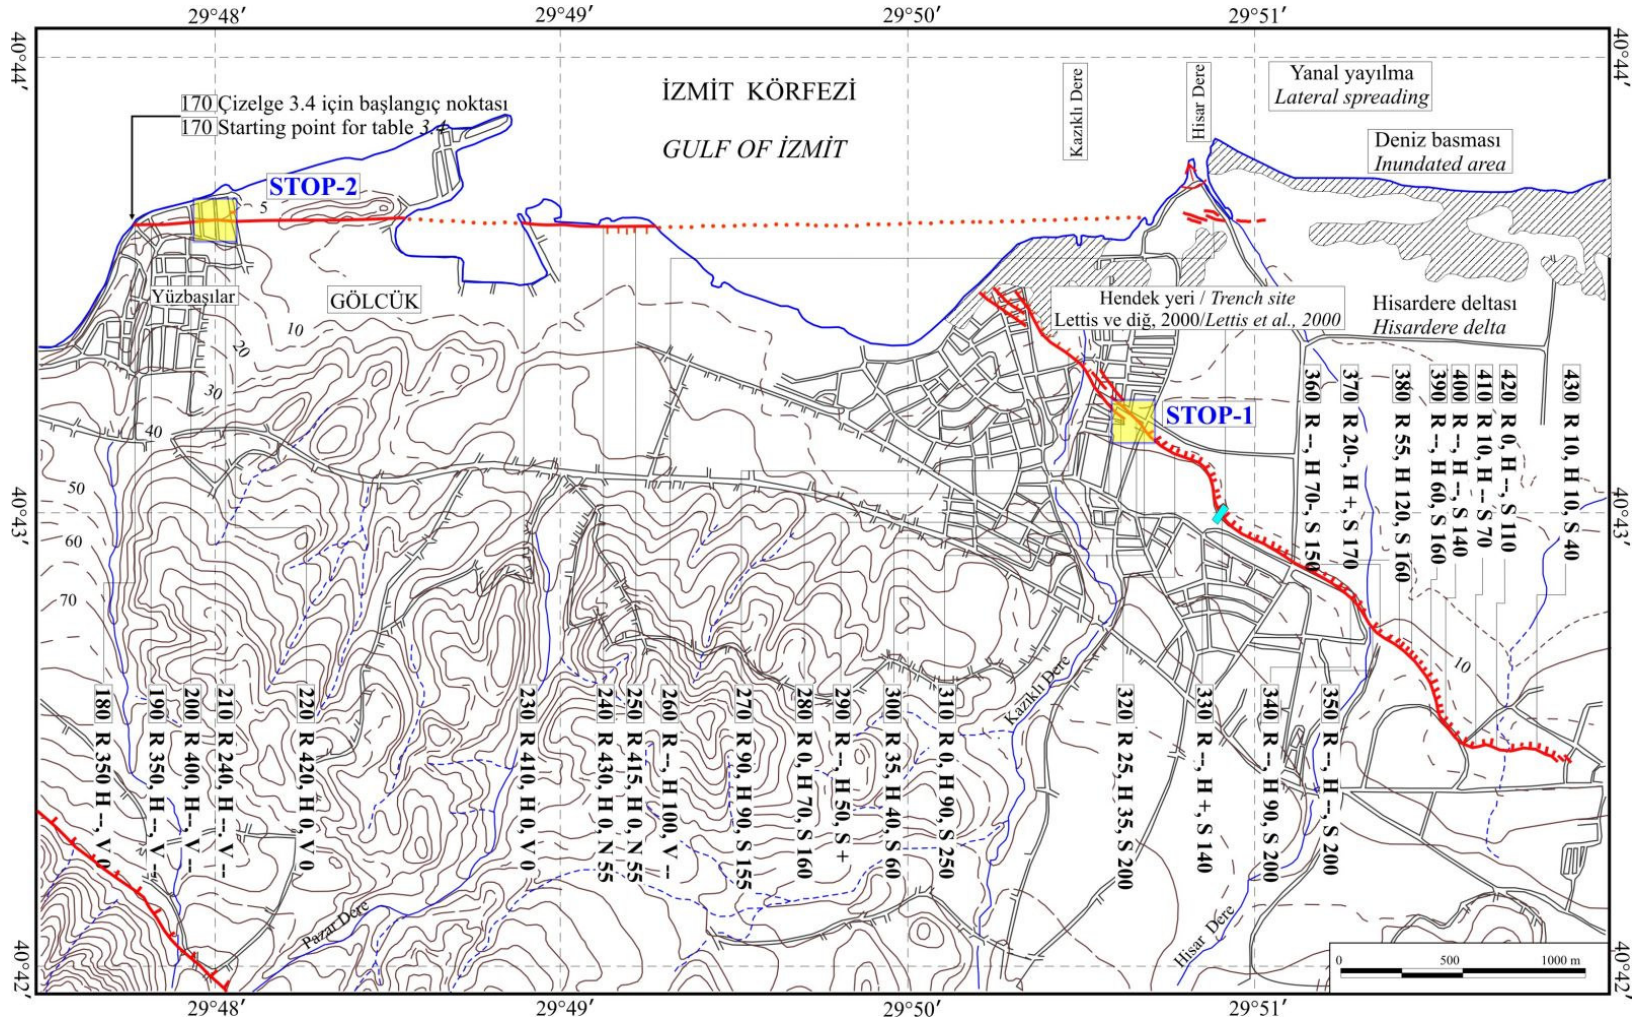 29°48′
29°49′
29°50′
29°51′
40°44′
40°44′
170 Çizelge 3.4 için başlangıç noktası
170 Starting point for table 3.4
İZMİT KÖRFEZİ
GULF OF İZMİT
Kazıklı Dere
Hisar Dere
Yanal yayılma
Lateral spreading
Deniz basması
Inundated area
STOP-2
5
Yüzbaşılar
GÖLCÜK
10
20
30
40
50
60
70
Hendek yeri / Trench site
Lettis ve diğ, 2000/Lettis et al., 2000
Hisardere deltası
Hisardere delta
STOP-1
360 R --, H 70-, S 150
370 R 20-, H +, S 170
380 R 55, H 120, S 160
390 R --, H 60, S 160
400 R --, H --, S 140
410 R 10, H -- S 70
420 R 0, H --, S 110
430 R 10, H 10, S 40
40°43′
40°43′
10
180 R 350 H --, V 0
190 R 350, H --, V --
200 R 400, H --, V --
210 R 240, H --, V --
220 R 420, H 0, V 0
230 R 410, H 0, V 0
240 R 430, H 0, N 55
250 R 415, H 0, N 55
260 R --, H 100, V --
270 R 90, H 90, S 155
280 R 0, H 70, S 160
290 R --, H 50, S +
300 R 35, H 40, S 60
310 R 0, H 90, S 250
320 R 25, H 35, S 200
330 R --, H +, S 140
340 R --, H 90, S 200
350 R --, H --, S 200
Kazıklı Dere
Pazar Dere
Hisar Dere
0 500 1000 m
40°42′
40°42′
29°48′
29°49′
29°50′
29°51′